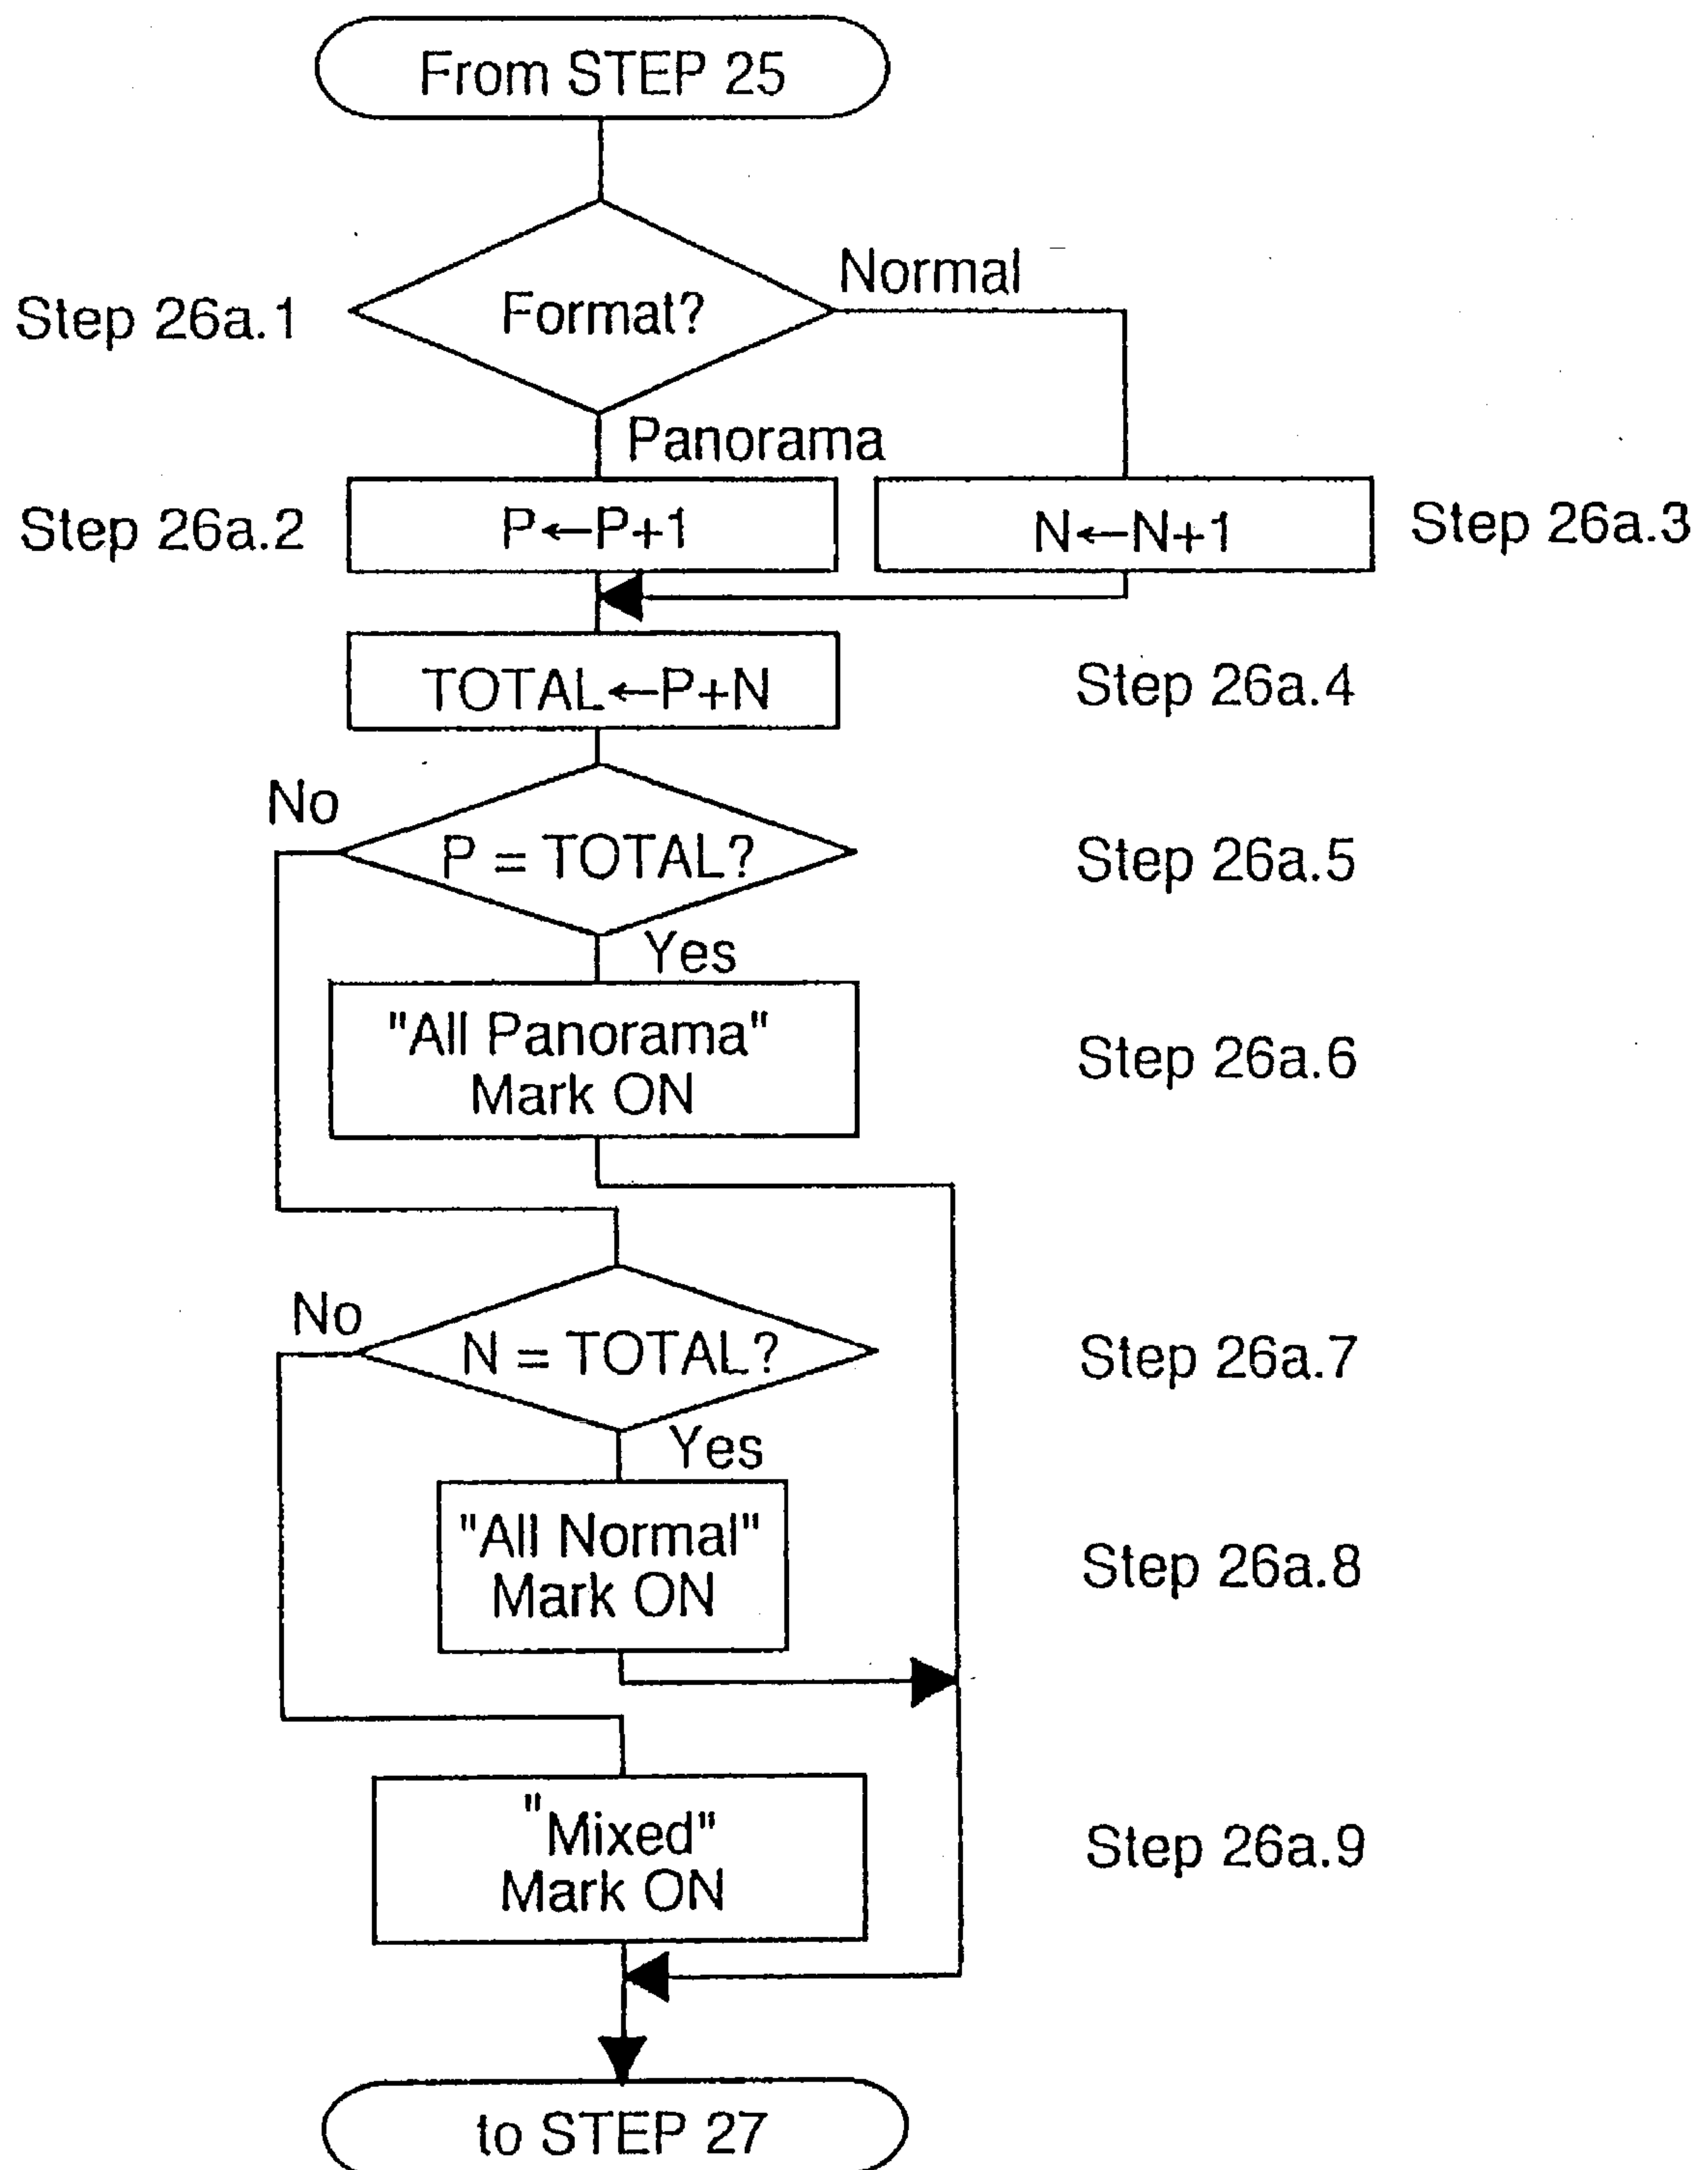 From STEP 25
Normal
Step 26a.1
Format?
Panorama
Step 26a.2
P←P+1
N←N+1
Step 26a.3
TOTAL←P+N
Step 26a.4
No
P = TOTAL?
Step 26a.5
Yes
"All Panorama"
Mark ON
Step 26a.6
No
N = TOTAL?
Step 26a.7
Yes
"All Normal"
Mark ON
Step 26a.8
"Mixed"
Mark ON
Step 26a.9
to STEP 27